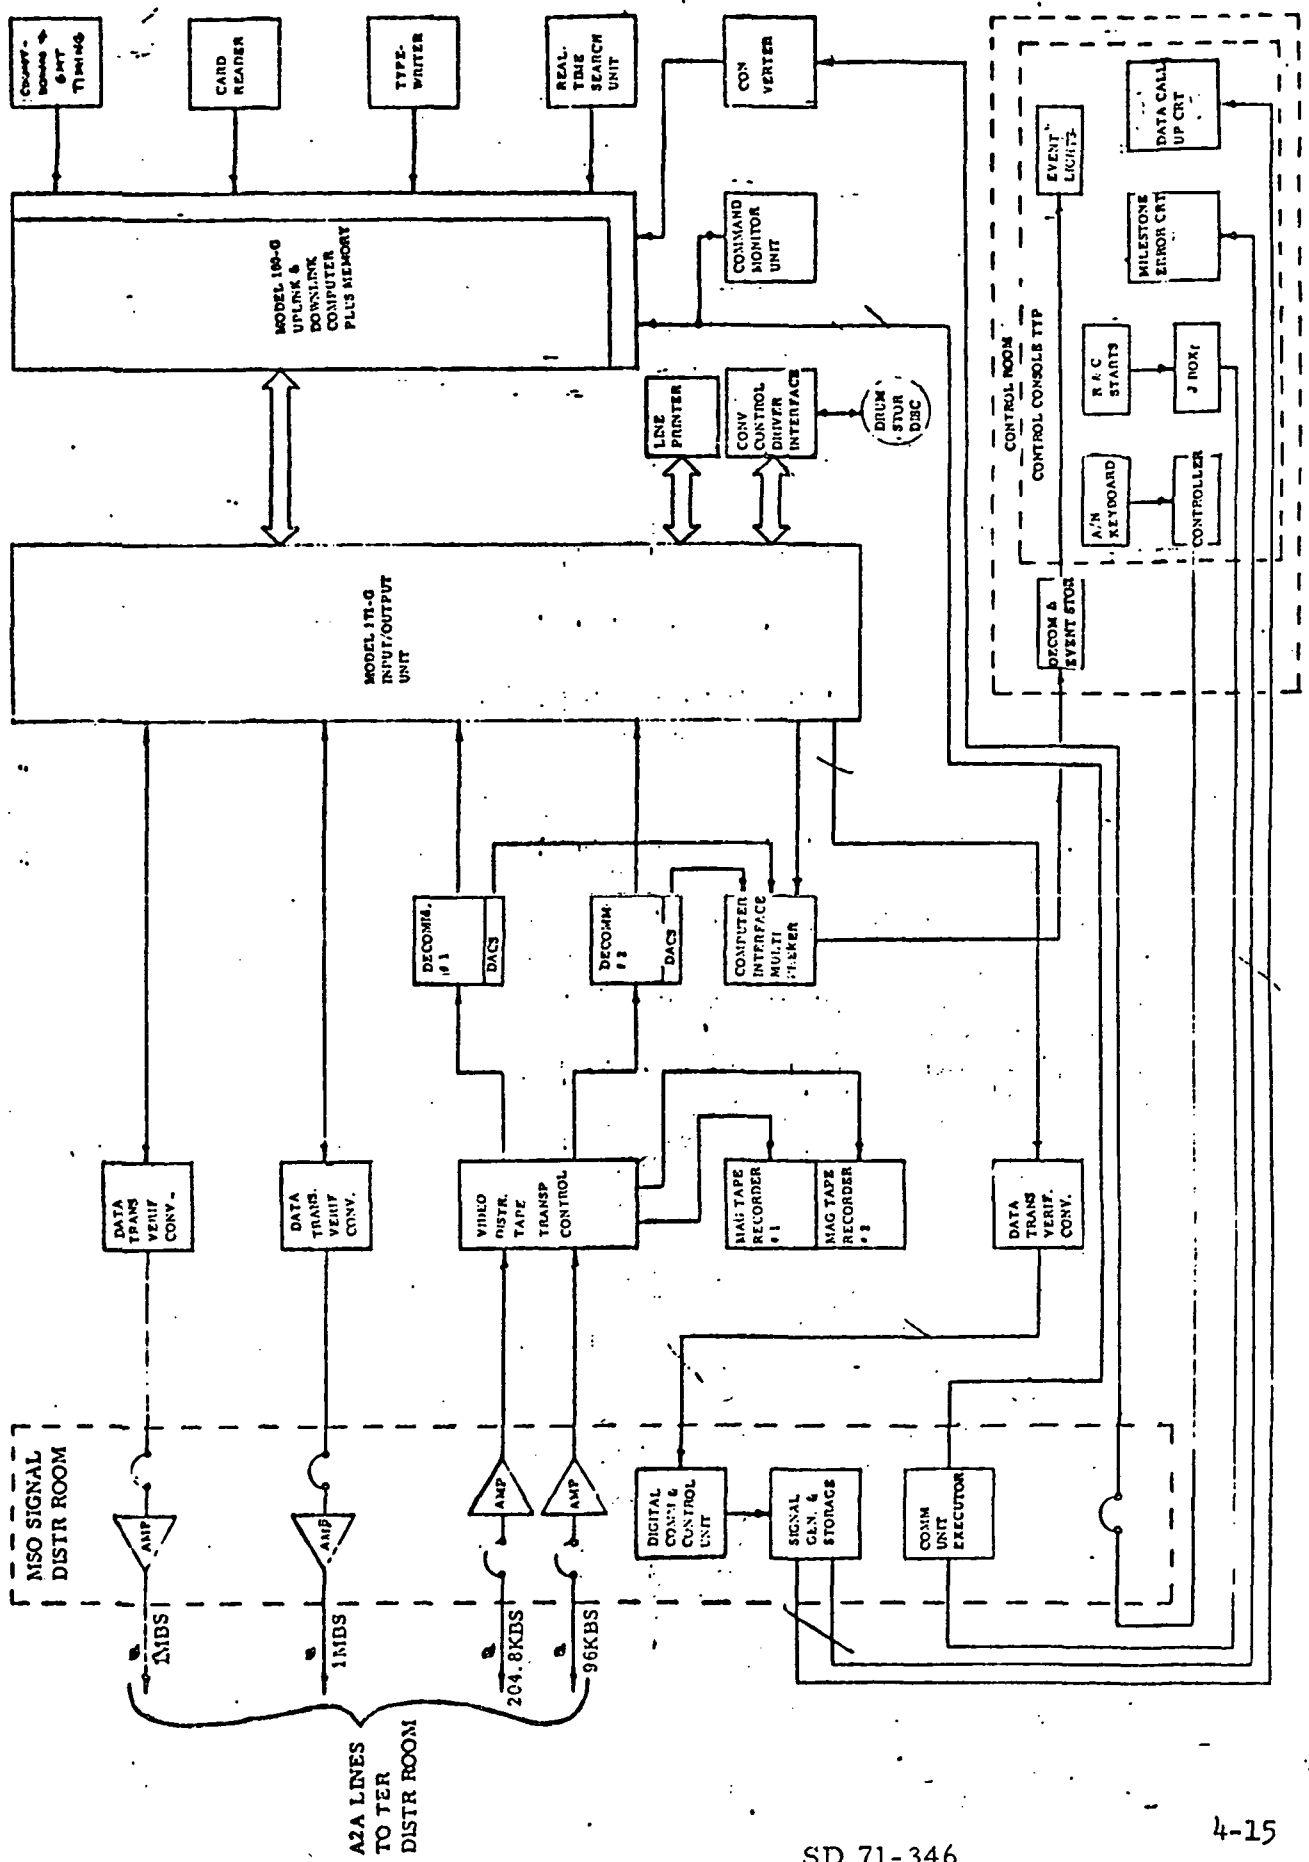 COUNT-
DOWN &
GMT
TIMING
CARD
READER
TYPE-
WRITER
REAL-
TIME
SEARCH
UNIT
CON
VERTER
COMMAND
MONITOR
UNIT
MODEL 180-G
UPLINK &
DOWNLINK
COMPUTER
PLUS MEMORY
LINE
PRINTER
CONV
CONTROL
DRIVER
INTERFACE
DRUM
STOR
DISC
MODEL 171-G
INPUT/OUTPUT
UNIT
CONTROL ROOM
CONTROL CONSOLE TYP
EVENT
LIGHTS
DATA CALL
UP CRT
MILESTONE
ERROR CRT
STARTS
J BOX
A/N
KEYBOARD
CONTROLLER
DECOM &
EVENT STOR
DECOMM.
# 1
DACS
DECOMM
# 2
DACS
COMPUTER
INTERFACE
MULTI
DATA
TRANS
VERIF
CONV.
DATA
TRANS.
VERIF
CONV.
VIDEO
DISTR.
TAPE
TRANSP
CONTROL
MAG TAPE
RECORDER
# 1
MAG TAPE
RECORDER
# 2
DATA
TRANS
VERIF.
CONV.
MSO SIGNAL
DISTR ROOM
AMP
AMP
AMP
AMP
DIGITAL
COMM &
CONTROL
UNIT
SIGNAL
GEN. &
STORAGE
COMM
UNIT
EXECUTOR
1MBS
1MBS
204.8KBS
96KBS
A2A LINES
TO TER
DISTR ROOM
4-15
SD 71-346